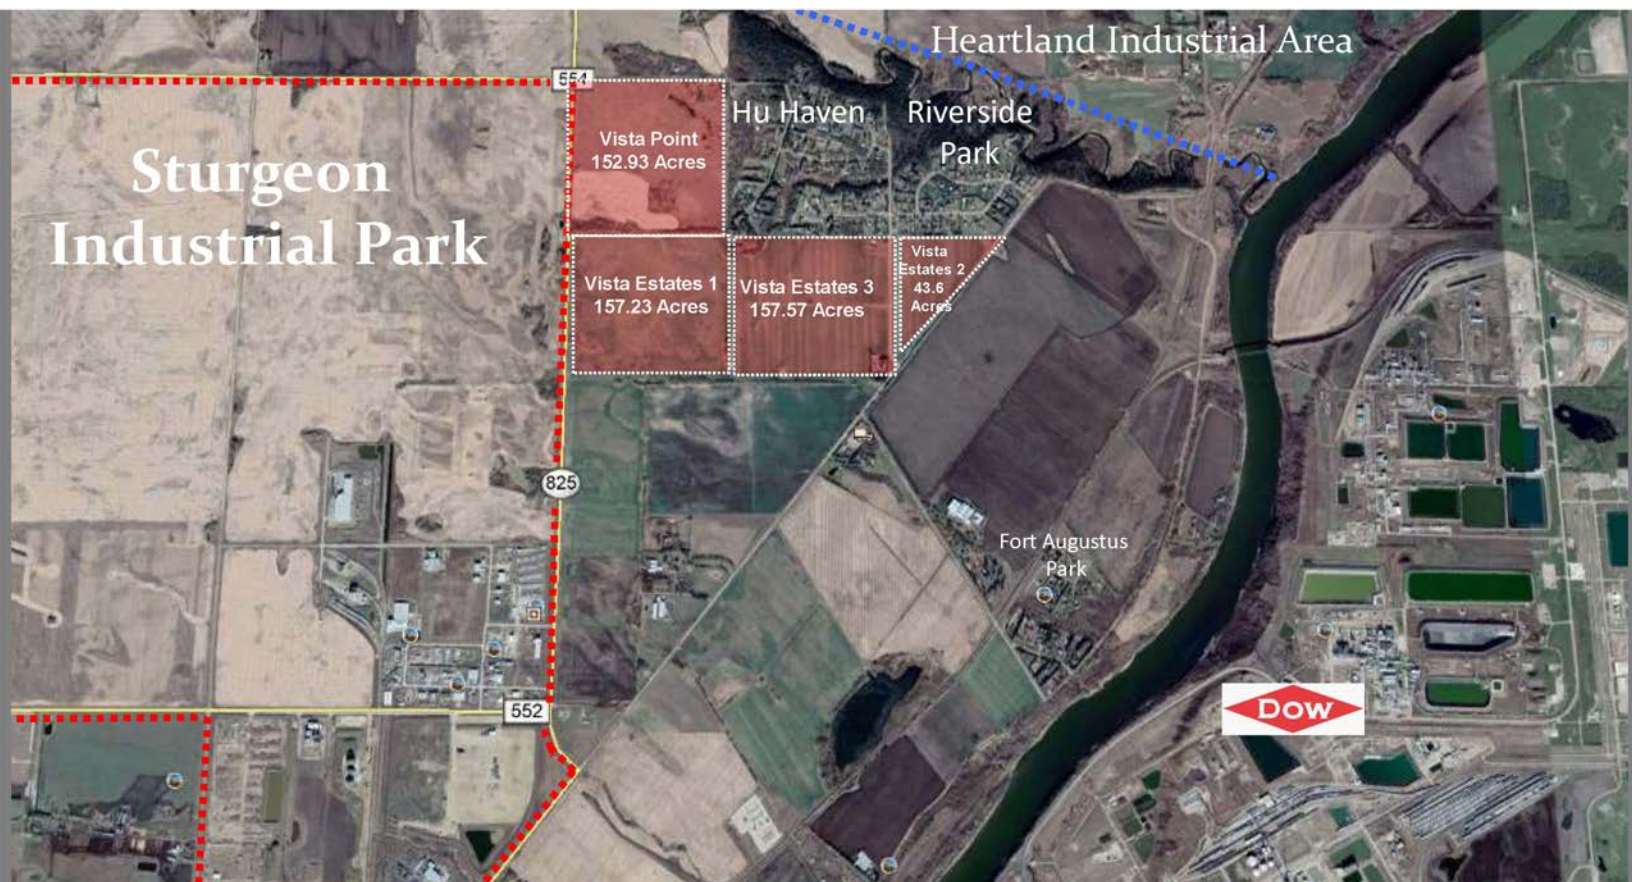 Heartland Industrial Area
554
Hu Haven
Riverside
Park
Vista Point
152.93 Acres
Sturgeon
Industrial Park
Vista Estates 1
157.23 Acres
Vista Estates 3
157.57 Acres
Vista
Estates 2
43.6
Acres
825
Fort Augustus
Park
552
Dow